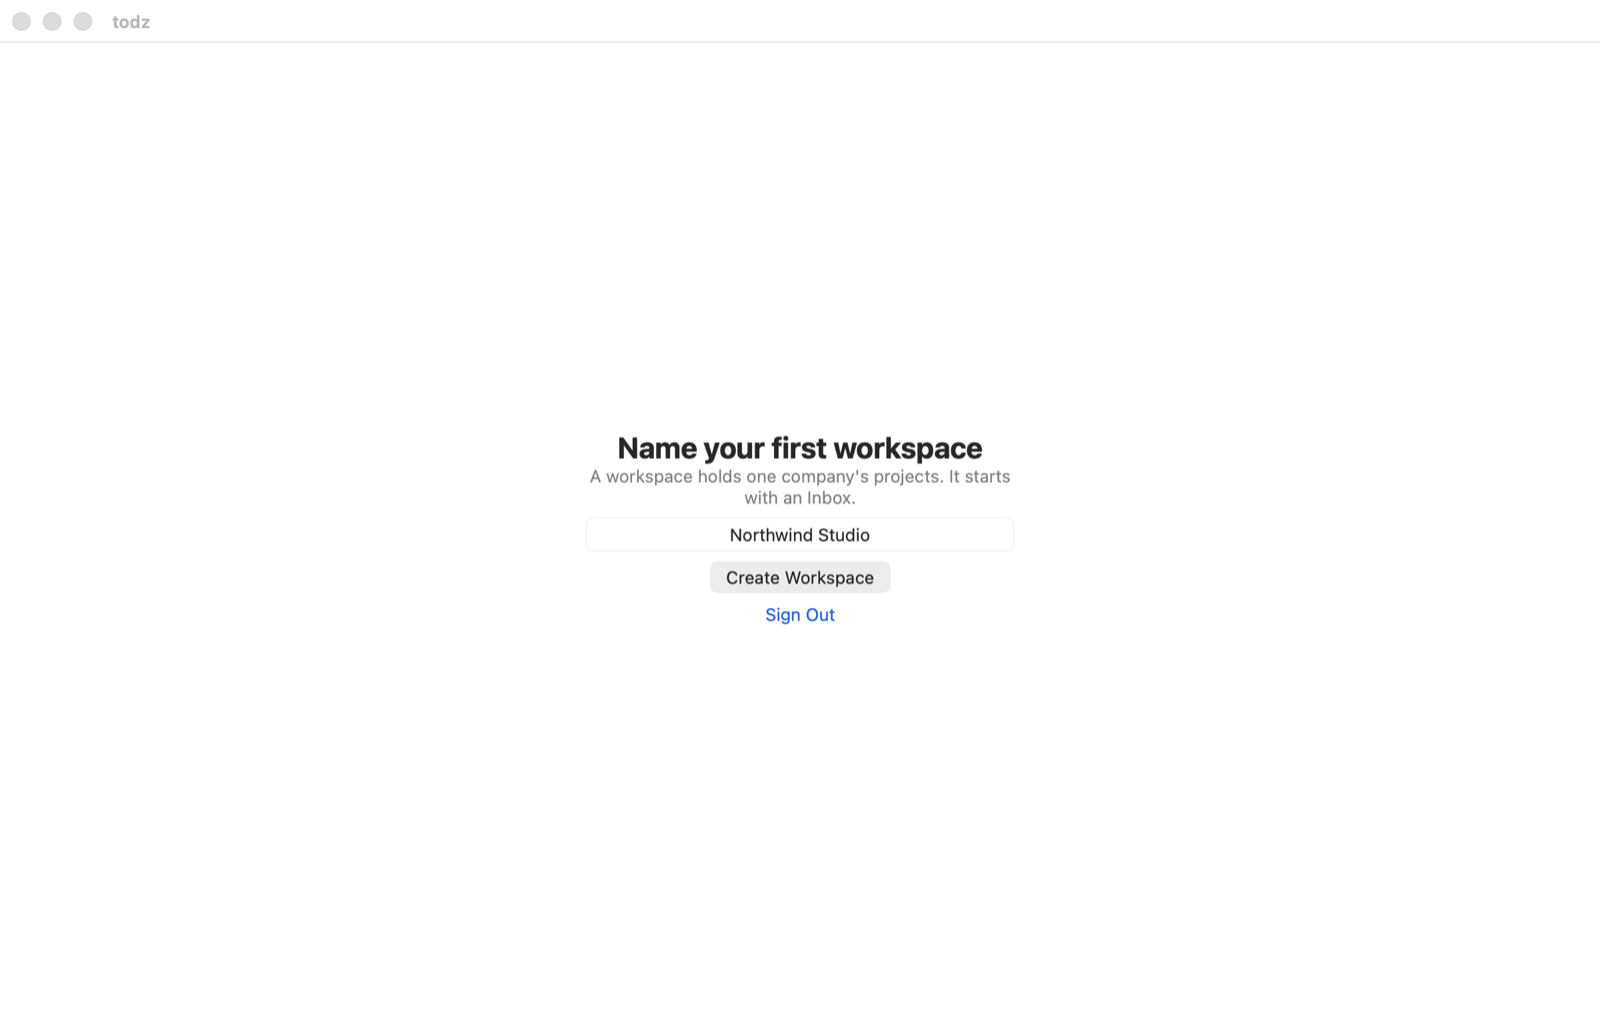 todz
Name your first workspace
A workspace holds one company's projects. It starts
with an Inbox.
Northwind Studio
Create Workspace
Sign Out